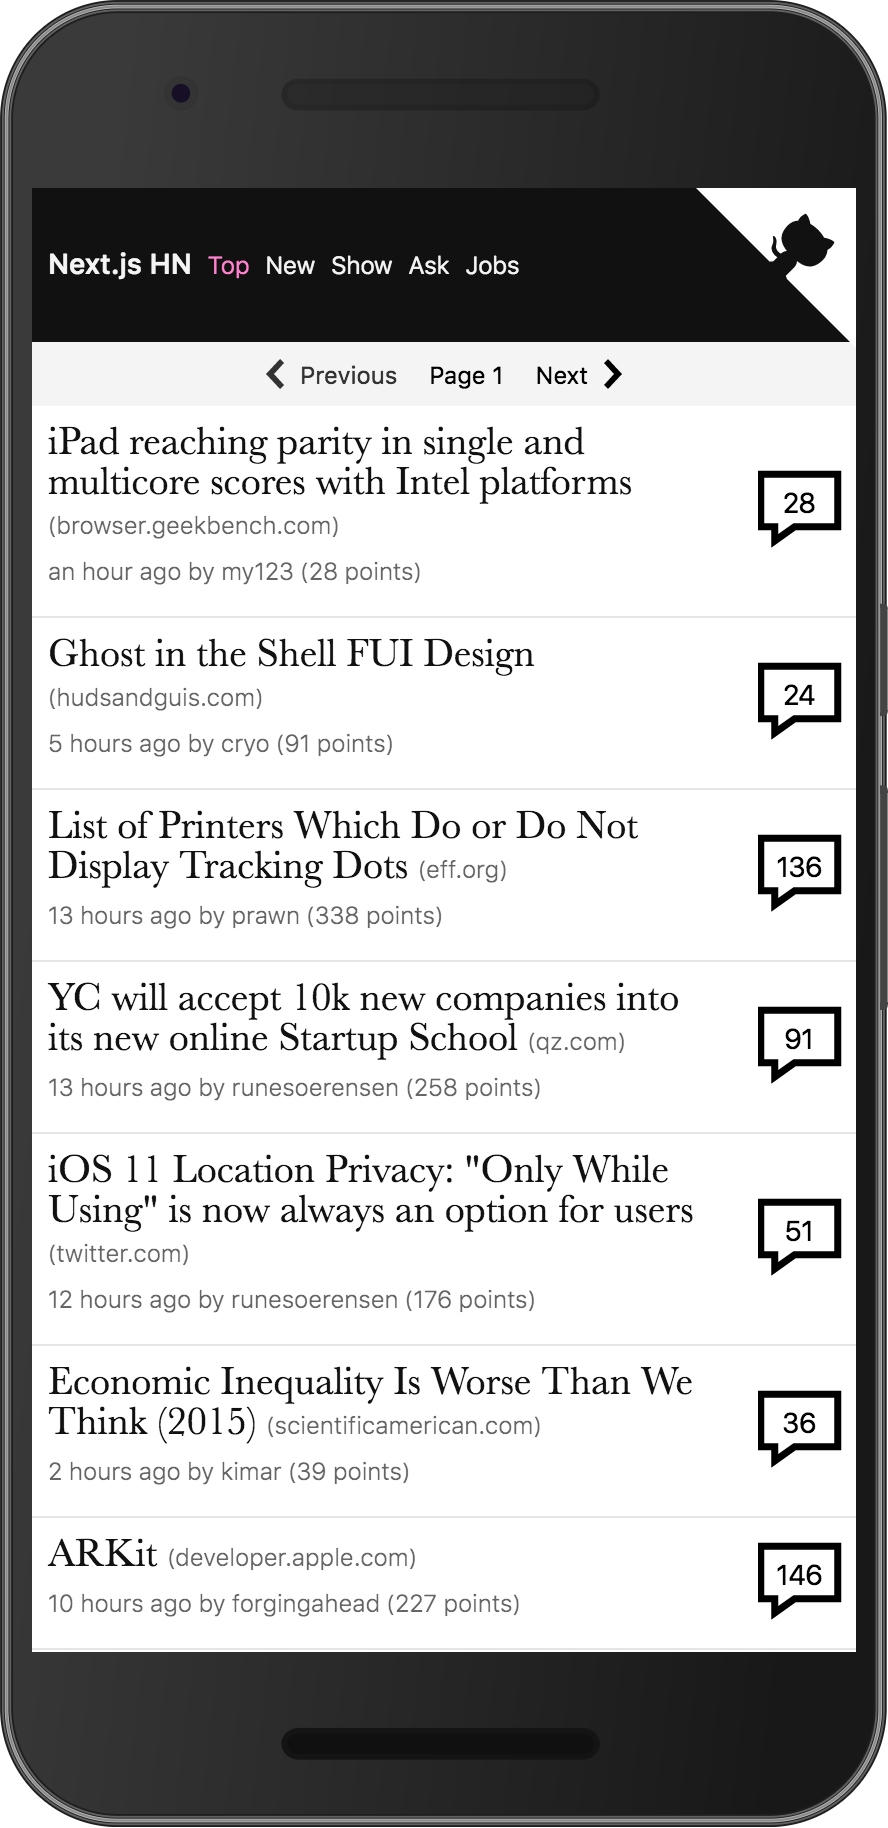 Next.js HN Top New Show Ask Jobs
Previous Page 1 Next
iPad reaching parity in single and
multicore scores with Intel platforms
(browser.geekbench.com)
28
an hour ago by my123 (28 points)
Ghost in the Shell FUI Design
(hudsandguis.com)
24
5 hours ago by cryo (91 points)
List of Printers Which Do or Do Not
Display Tracking Dots (eff.org)
136
13 hours ago by prawn (338 points)
YC will accept 10k new companies into
its new online Startup School (qz.com)
91
13 hours ago by runesoerensen (258 points)
iOS 11 Location Privacy: "Only While
Using" is now always an option for users
(twitter.com)
51
12 hours ago by runesoerensen (176 points)
Economic Inequality Is Worse Than We
Think (2015) (scientificamerican.com)
36
2 hours ago by kimar (39 points)
ARKit (developer.apple.com)
146
10 hours ago by forgingahead (227 points)